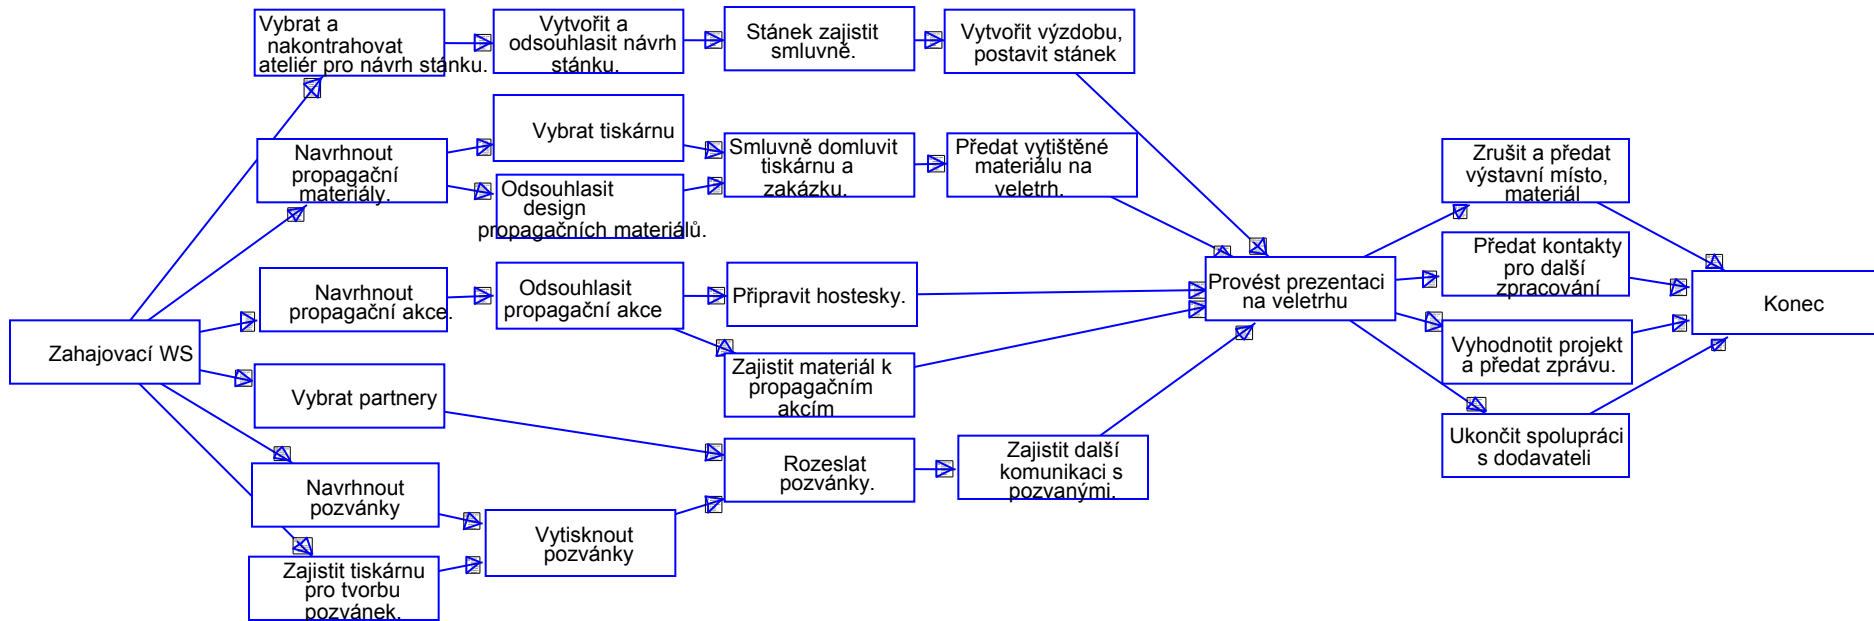 Vybrat a
nakontrahovat
ateliér pro návrh stánku.
Vytvořit a
odsouhlasit návrh
stánku.
Stánek zajistit
smluvně.
Vytvořit výzdobu,
postavit stánek
Navrhnout
propagační
materiály.
Vybrat tiskárnu
Odsouhlasit
design
propagačních materiálů.
Smluvně domluvit
tiskárnu a
zakázku.
Předat vytištěné
materiálu na
veletrh.
Navrhnout
propagační akce.
Odsouhlasit
propagační akce
Připravit hostesky.
Zajistit materiál k
propagačním
akcím
Zahajovací WS
Vybrat partnery
Rozeslat
pozvánky.
Zajistit další
komunikaci s
pozvanými.
Navrhnout
pozvánky
Vytisknout
pozvánky
Zajistit tiskárnu
pro tvorbu
pozvánek.
Provést prezentaci
na veletrhu
Zrušit a předat
výstavní místo,
materiál
Předat kontakty
pro další
zpracování
Vyhodnotit projekt
a předat zprávu.
Ukončit spolupráci
s dodavateli
Konec